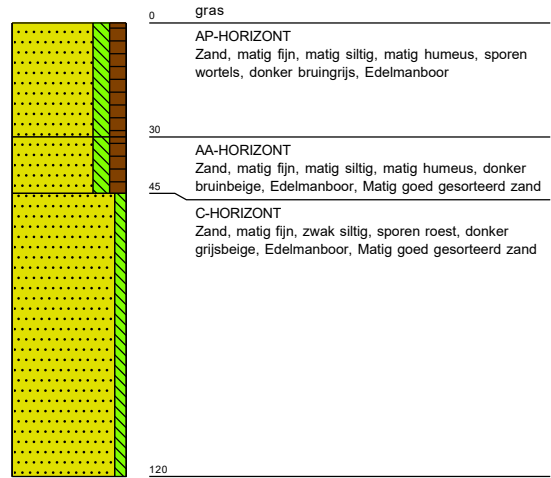 0 gras
AP-HORIZONT
Zand, matig fijn, matig siltig, matig humeus, sporen
wortels, donker bruingrijs, Edelmanboor
30
AA-HORIZONT
Zand, matig fijn, matig siltig, matig humeus, donker
bruinbeige, Edelmanboor, Matig goed gesorteerd zand
45
C-HORIZONT
Zand, matig fijn, zwak siltig, sporen roest, donker
grijsbeige, Edelmanboor, Matig goed gesorteerd zand
120